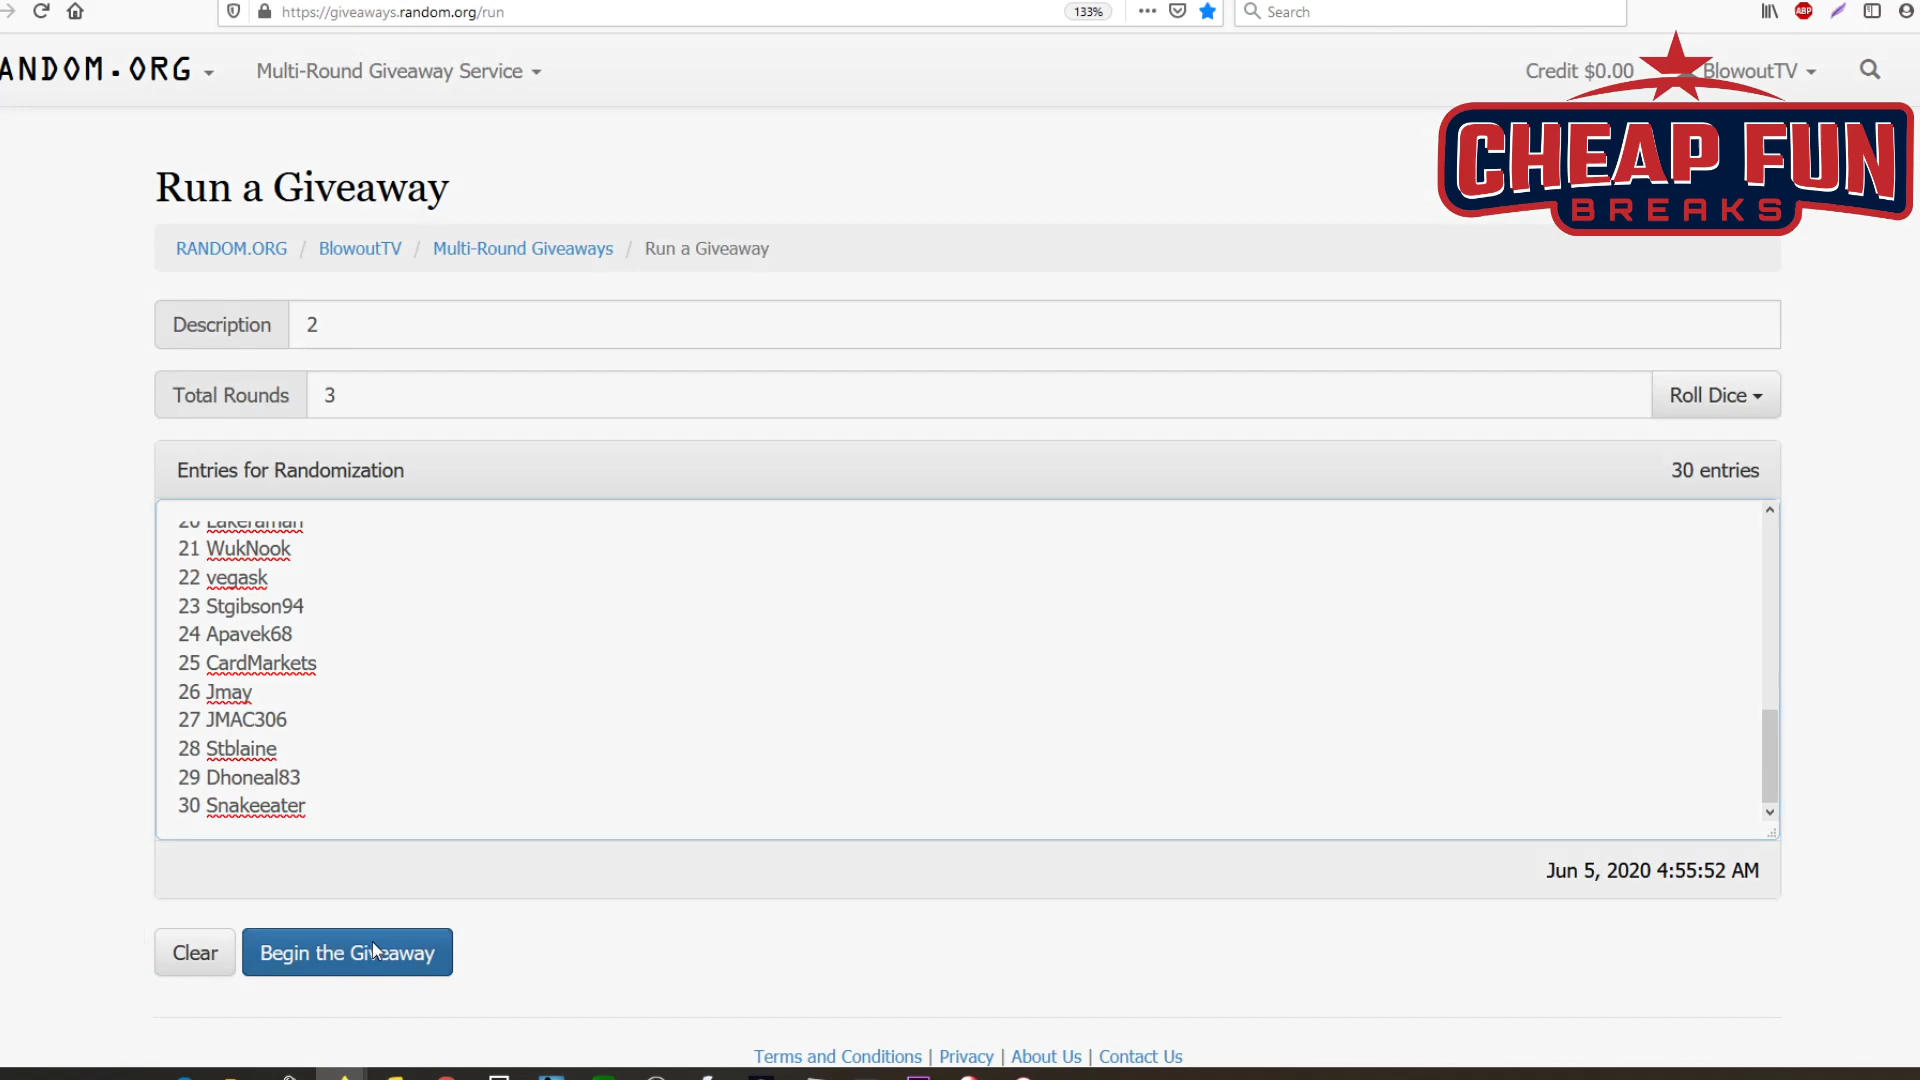 https://giveaways.random.org/run
133%
Search
ABP
ANDOM.ORG
Multi-Round Giveaway Service
Credit $0.00
BlowoutTV
CHEAP FUN
BREAKS
Run a Giveaway
RANDOM.ORG / BlowoutTV / Multi-Round Giveaways / Run a Giveaway
Description 2
Total Rounds 3 Roll Dice
Entries for Randomization 30 entries
20 Lakeraman
21 WukNook
22 vegask
23 Stgibson94
24 Apavek68
25 CardMarkets
26 Jmay
27 JMAC306
28 Stblaine
29 Dhoneal83
30 Snakeeater
Jun 5, 2020 4:55:52 AM
Clear Begin the Giveaway
Terms and Conditions | Privacy | About Us | Contact Us